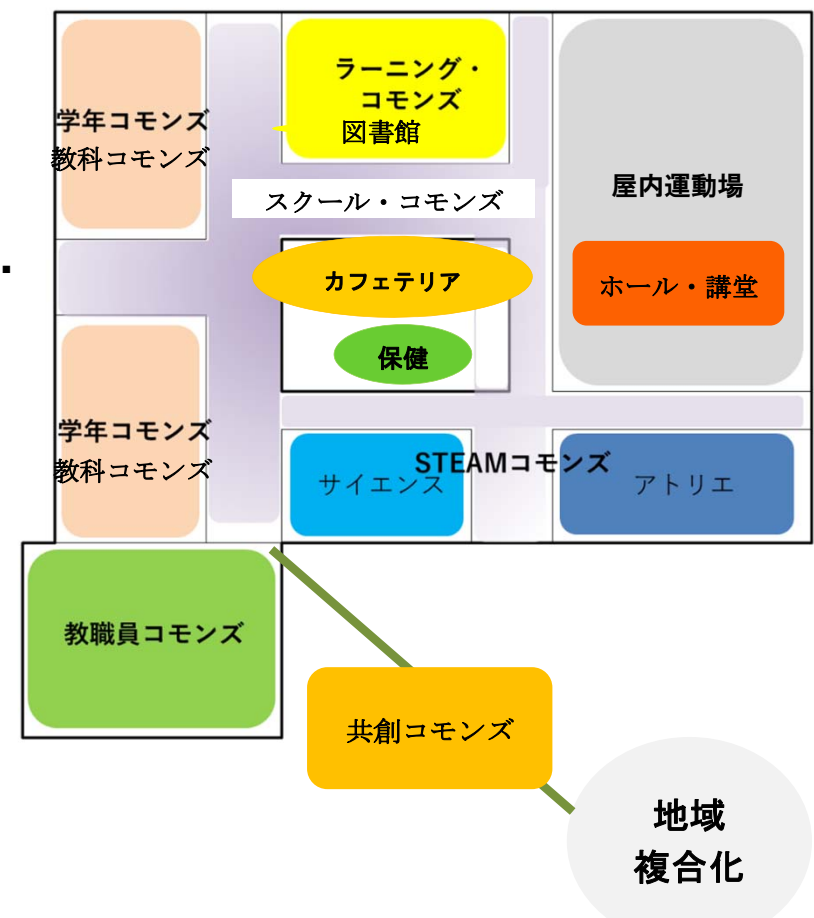 ラーニング・
コモンズ
図書館
学年コモンズ
教科コモンズ
スクール・コモンズ
屋内運動場
カフェテリア
ホール・講堂
保健
学年コモンズ
教科コモンズ
STEAMコモンズ
サイエンス
アトリエ
教職員コモンズ
共創コモンズ
地域
複合化